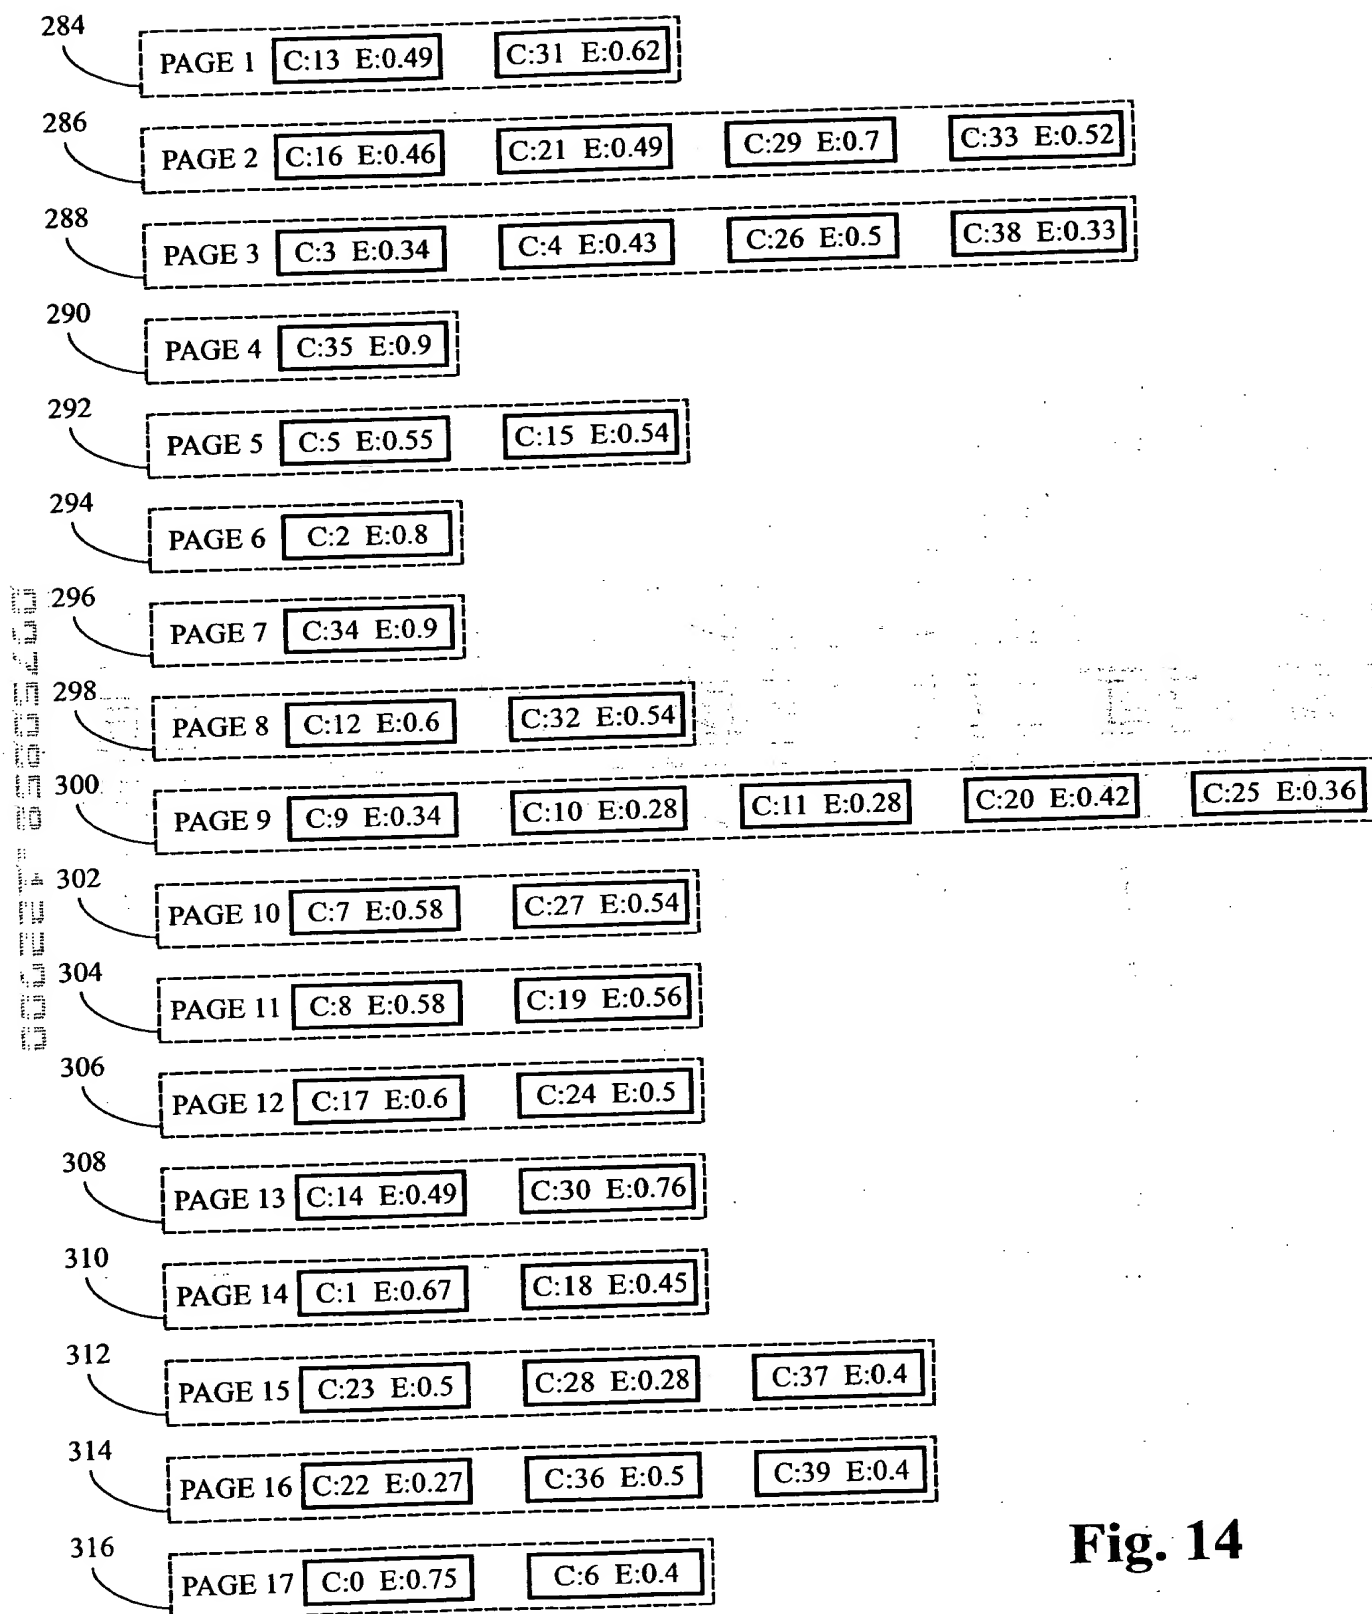 284
PAGE 1 C:13 E:0.49 C:31 E:0.62
286
PAGE 2 C:16 E:0.46 C:21 E:0.49 C:29 E:0.7 C:33 E:0.52
288
PAGE 3 C:3 E:0.34 C:4 E:0.43 C:26 E:0.5 C:38 E:0.33
290
PAGE 4 C:35 E:0.9
292
PAGE 5 C:5 E:0.55 C:15 E:0.54
294
PAGE 6 C:2 E:0.8
296
PAGE 7 C:34 E:0.9
298
PAGE 8 C:12 E:0.6 C:32 E:0.54
300
PAGE 9 C:9 E:0.34 C:10 E:0.28 C:11 E:0.28 C:20 E:0.42 C:25 E:0.36
302
PAGE 10 C:7 E:0.58 C:27 E:0.54
304
PAGE 11 C:8 E:0.58 C:19 E:0.56
306
PAGE 12 C:17 E:0.6 C:24 E:0.5
308
PAGE 13 C:14 E:0.49 C:30 E:0.76
310
PAGE 14 C:1 E:0.67 C:18 E:0.45
312
PAGE 15 C:23 E:0.5 C:28 E:0.28 C:37 E:0.4
314
PAGE 16 C:22 E:0.27 C:36 E:0.5 C:39 E:0.4
316
PAGE 17 C:0 E:0.75 C:6 E:0.4
Fig. 14